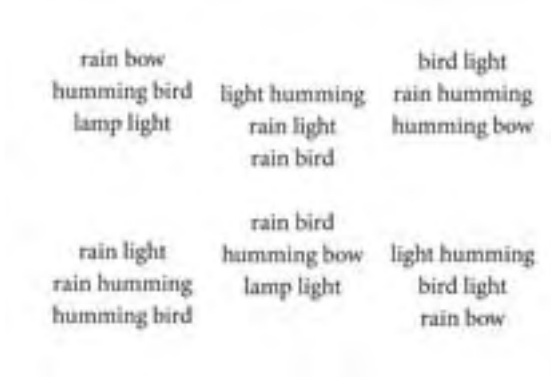 rain bow
humming bird
lamp light
light humming
rain light
rain bird
bird light
rain humming
humming bow
rain light
rain humming
humming bird
rain bird
humming bow
lamp light
light humming
bird light
rain bow